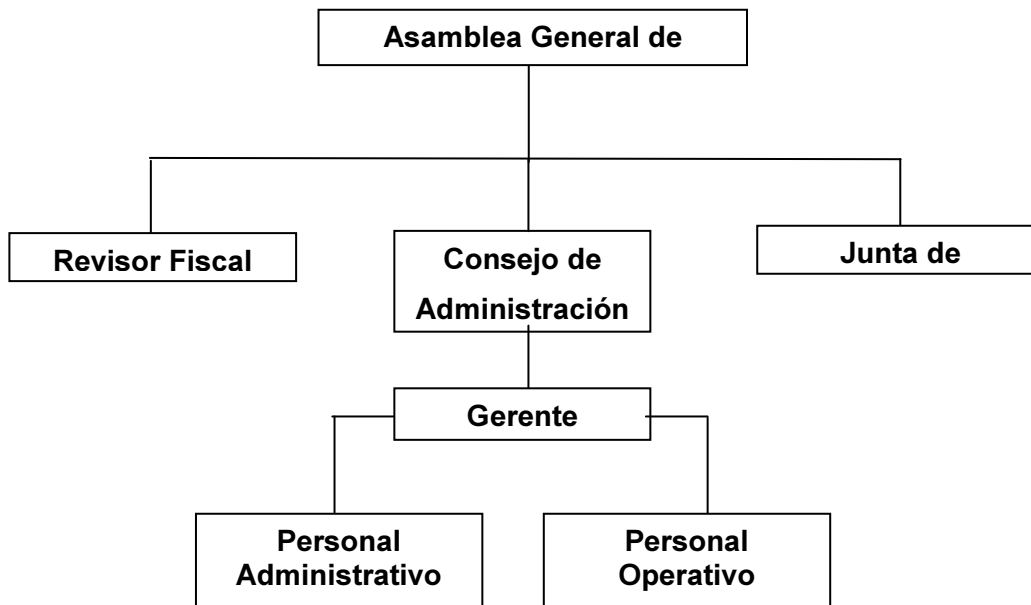 Asamblea General de
Revisor Fiscal
Consejo de
Administración
Junta de
Gerente
Personal
Administrativo
Personal
Operativo